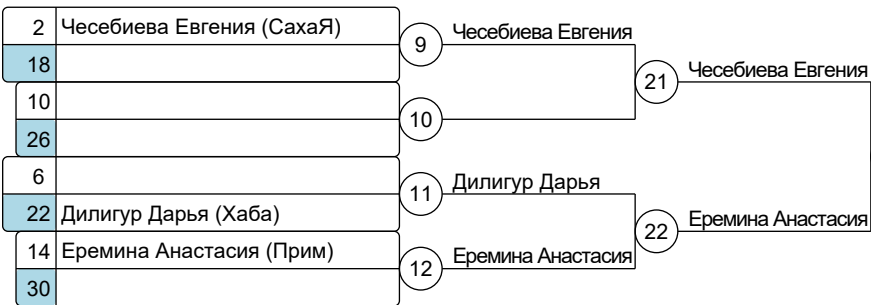 2 Чесебиева Евгения (СахаЯ)
18
9 Чесебиева Евгения
21 Чесебиева Евгения
10
26
10
6
22 Дилигур Дарья (Хаба)
11 Дилигур Дарья
22 Еремина Анастасия
14 Еремина Анастасия (Прим)
30
12 Еремина Анастасия